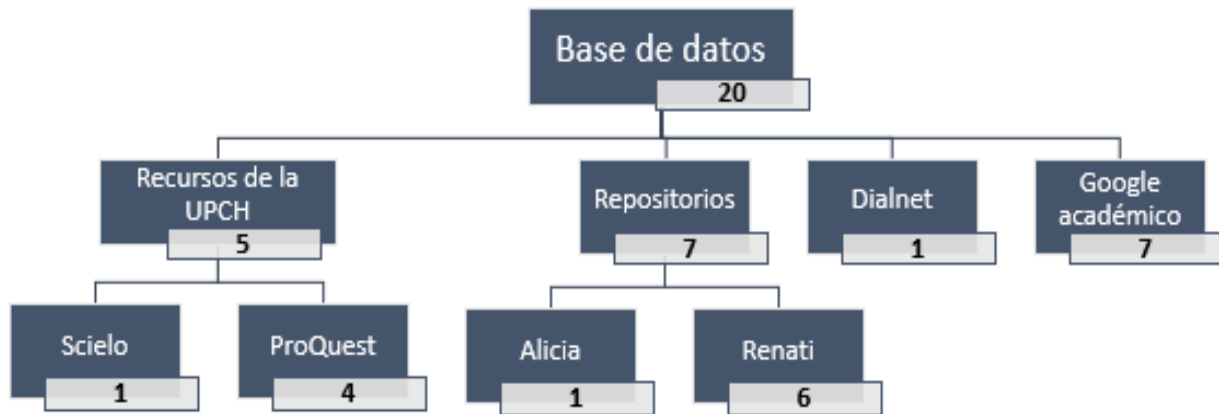 Base de datos
20
Recursos de la
UPCH
5
Repositorios
7
Dialnet
1
Google
académico
7
Scielo
1
ProQuest
4
Alicia
1
Renati
6